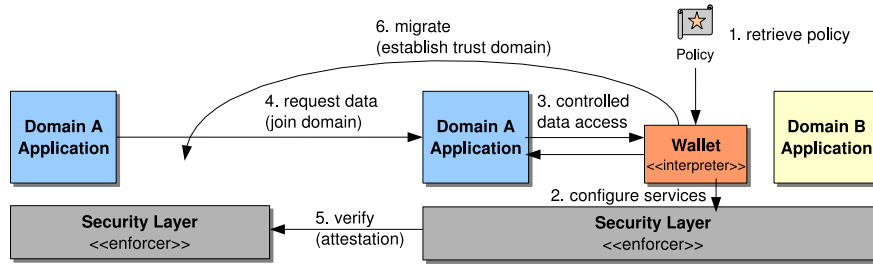 6. migrate
(establish trust domain)
1. retrieve policy
Policy
4. request data
(join domain)
3. controlled
data access
Domain A
Application
Domain A
Application
Wallet
<<interpreter>>
Domain B
Application
2. configure services
Security Layer
<<enforcer>>
5. verify
(attestation)
Security Layer
<<enforcer>>